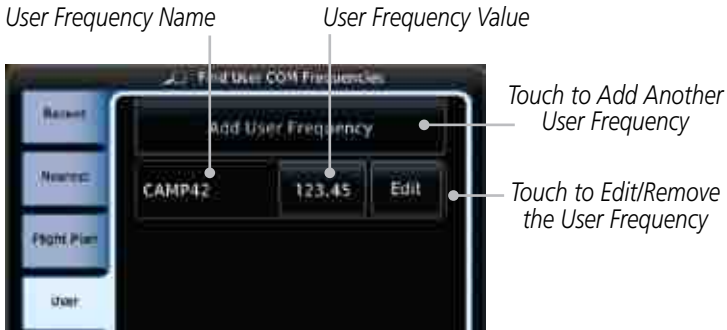 User Frequency Name
User Frequency Value
Find User COM Frequencies
Recent
Add User Frequency
Touch to Add Another
User Frequency
Nearest
CAMP42
123.45
Edit
Touch to Edit/Remove
the User Frequency
Flight Plan
User